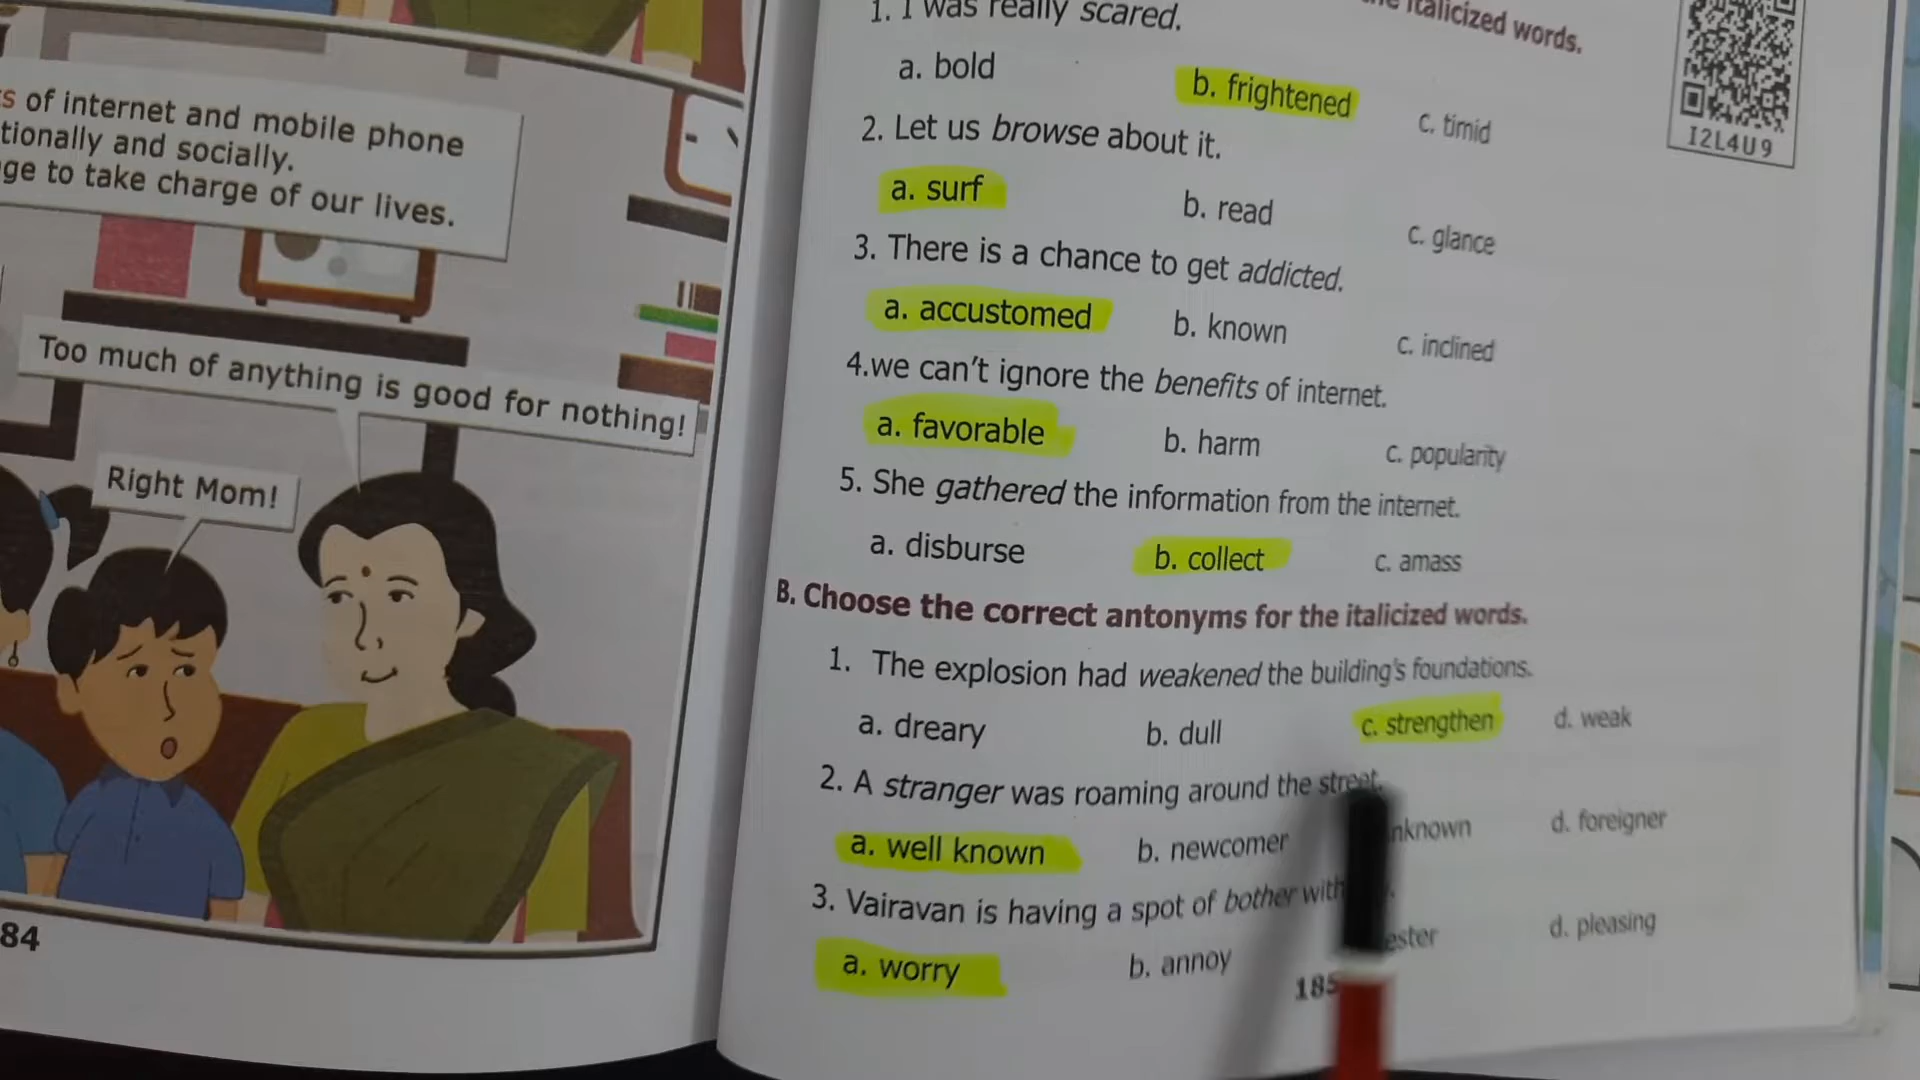 s of internet and mobile phone
tionally and socially.
ge to take charge of our lives.
Too much of anything is good for nothing!
Right Mom!
84
italicized words.
1. I was really scared.
a. bold b. frightened c. timid
2. Let us browse about it.
a. surf b. read c. glance
3. There is a chance to get addicted.
a. accustomed b. known c. inclined
4.we can't ignore the benefits of internet.
a. favorable b. harm c. popularity
5. She gathered the information from the internet.
a. disburse b. collect c. amass
B. Choose the correct antonyms for the italicized words.
1. The explosion had weakened the building's foundations.
a. dreary b. dull c. strengthen d. weak
2. A stranger was roaming around the street.
a. well known b. newcomer nknown d. foreigner
3. Vairavan is having a spot of bother with
a. worry b. annoy ester d. pleasing
185
I2L4U9